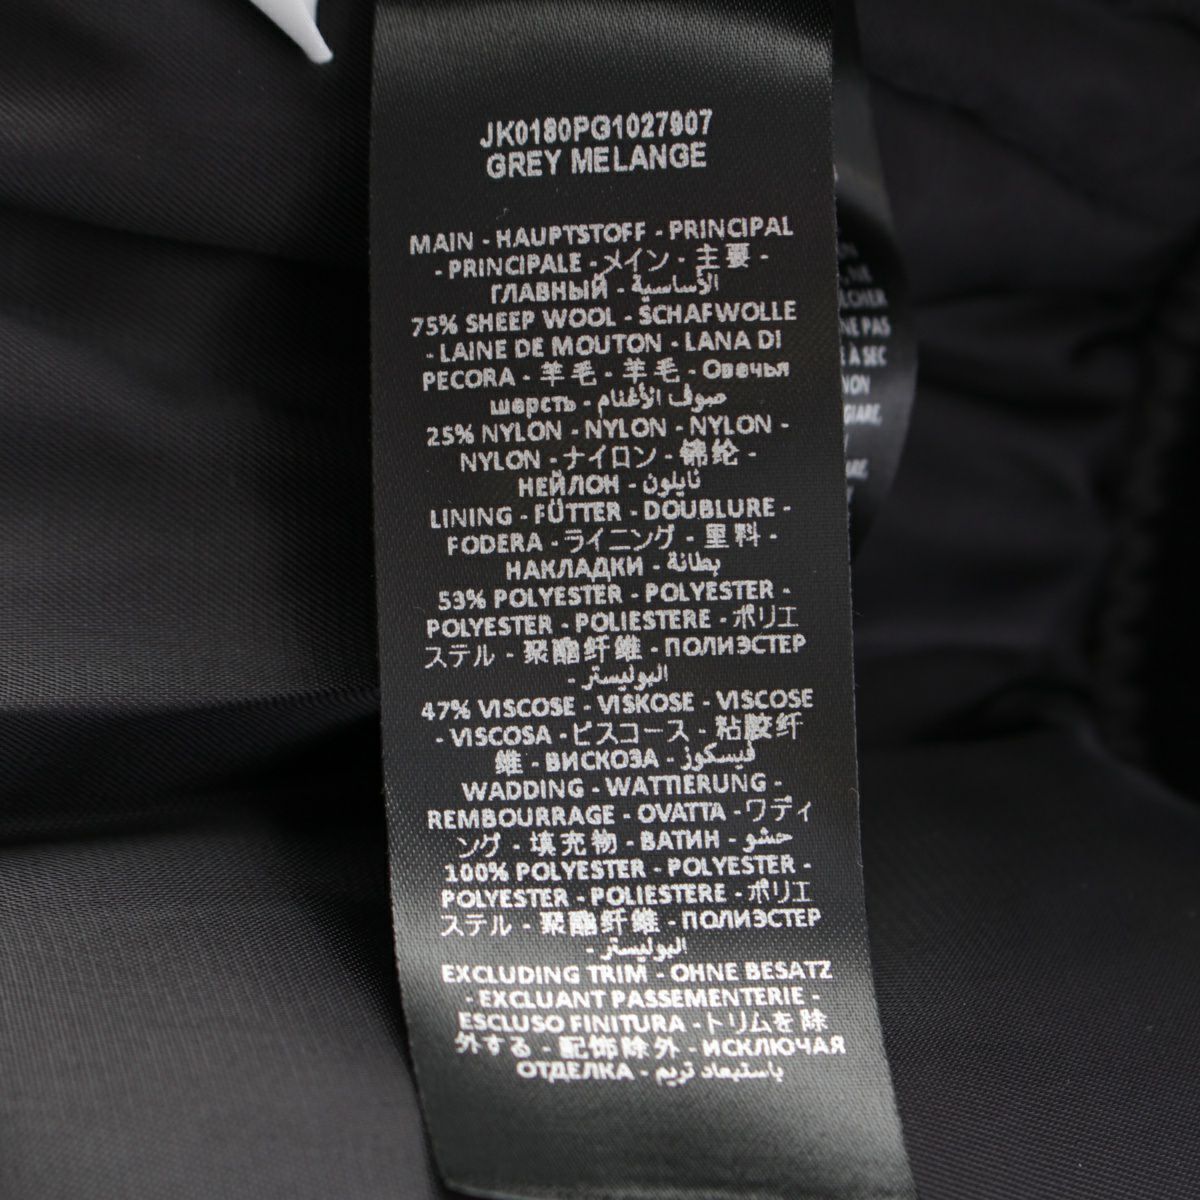 JK0180PG1027907
GREY MELANGE
MAIN - HAUPTSTOFF - PRINCIPAL
- PRINCIPALE - メイン - 主要 -
ГЛАВНЫЙ - الأساسية
75% SHEEP WOOL - SCHAFWOLLE
- LAINE DE MOUTON - LANA DI
PECORA - 羊毛 - 羊毛 - Овечья
шерсть - صوف الأغنام
25% NYLON - NYLON - NYLON -
NYLON - ナイロン - 锦纶 -
НЕЙЛОН - نايلون
LINING - FÜTTER - DOUBLURE -
FODERA - ライニング - 里料 -
НАКЛАДКИ - بطانة
53% POLYESTER - POLYESTER -
POLYESTER - POLIESTERE - ポリエ
ステル - 聚酯纤维 - ПОЛИЭСТЕР
- البوليستر
47% VISCOSE - VISKOSE - VISCOSE
- VISCOSA - ビスコース - 粘胶纤
维 - ВИСКОЗА - فيسكوز
WADDING - WATTIERUNG -
REMBOURRAGE - OVATTA - ワディ
ング - 填充物 - ВАТИН - حشو
100% POLYESTER - POLYESTER -
POLYESTER - POLIESTERE - ポリエ
ステル - 聚酯纤维 - ПОЛИЭСТЕР
- البوليستر
EXCLUDING TRIM - OHNE BESATZ
- EXCLUANT PASSEMENTERIE -
ESCLUSO FINITURA - トリムを除
外する - 配饰除外 - ИСКЛЮЧАЯ
ОТДЕЛКА - باستبعاد تريم
NE PAS
À SEC
NON